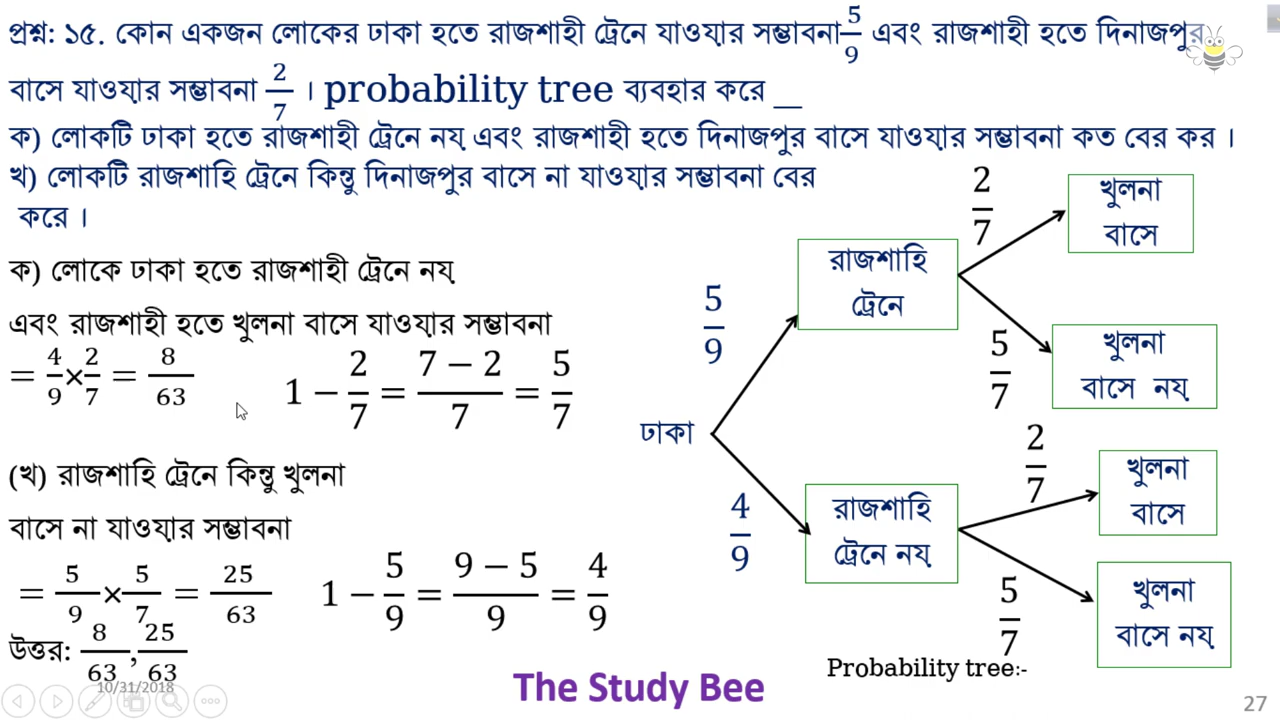 প্রশ্ন: ১৫. কোন একজন লোকের ঢাকা হতে রাজশাহী ট্রেনে যাওয়ার সম্ভাবনা 5/9 এবং রাজশাহী হতে দিনাজপুর
বাসে যাওয়ার সম্ভাবনা 2/7 । probability tree ব্যবহার করে __
ক) লোকটি ঢাকা হতে রাজশাহী ট্রেনে নয় এবং রাজশাহী হতে দিনাজপুর বাসে যাওয়ার সম্ভাবনা কত বের কর ।
খ) লোকটি রাজশাহি ট্রেনে কিন্তু দিনাজপুর বাসে না যাওয়ার সম্ভাবনা বের
করে ।
ক) লোকে ঢাকা হতে রাজশাহী ট্রেনে নয়
এবং রাজশাহী হতে খুলনা বাসে যাওয়ার সম্ভাবনা
= 4/9 × 2/7 = 8/63
1 − 2/7 = (7 − 2)/7 = 5/7
(খ) রাজশাহি ট্রেনে কিন্তু খুলনা
বাসে না যাওয়ার সম্ভাবনা
= 5/9 × 5/7 = 25/63
1 − 5/9 = (9 − 5)/9 = 4/9
উত্তর: 8/63, 25/63
ঢাকা
5/9
রাজশাহি
ট্রেনে
2/7
খুলনা
বাসে
5/7
খুলনা
বাসে নয়
4/9
রাজশাহি
ট্রেনে নয়
2/7
খুলনা
বাসে
5/7
খুলনা
বাসে নয়
Probability tree:-
10/31/2018
The Study Bee
27